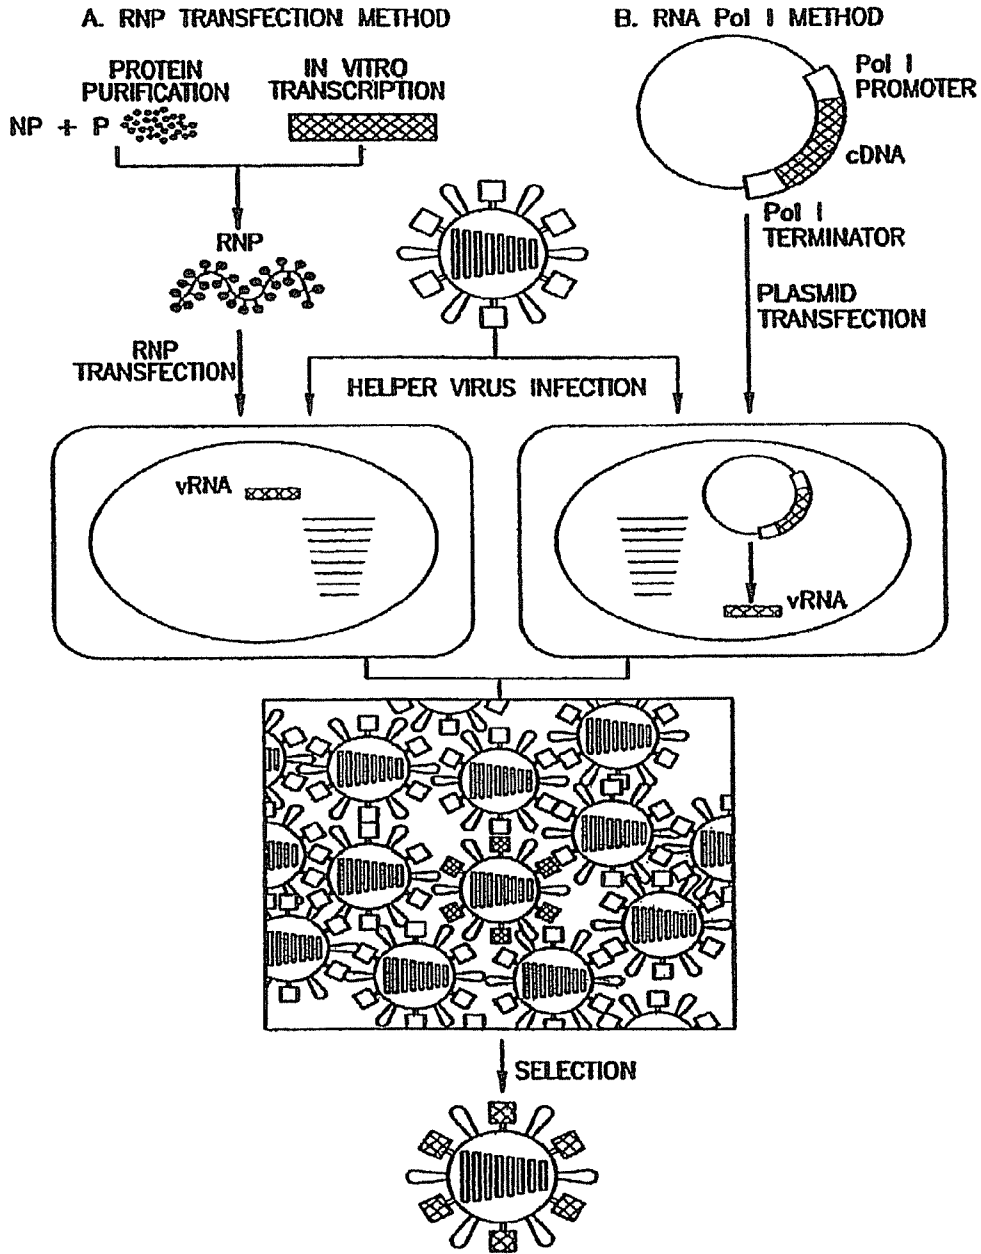 A. RNP TRANSFECTION METHOD
B. RNA Pol I METHOD
PROTEIN
PURIFICATION
IN VITRO
TRANSCRIPTION
NP + P
Pol I
PROMOTER
cDNA
Pol I
TERMINATOR
RNP
PLASMID
TRANSFECTION
RNP
TRANSFECTION
HELPER VIRUS INFECTION
vRNA
vRNA
SELECTION